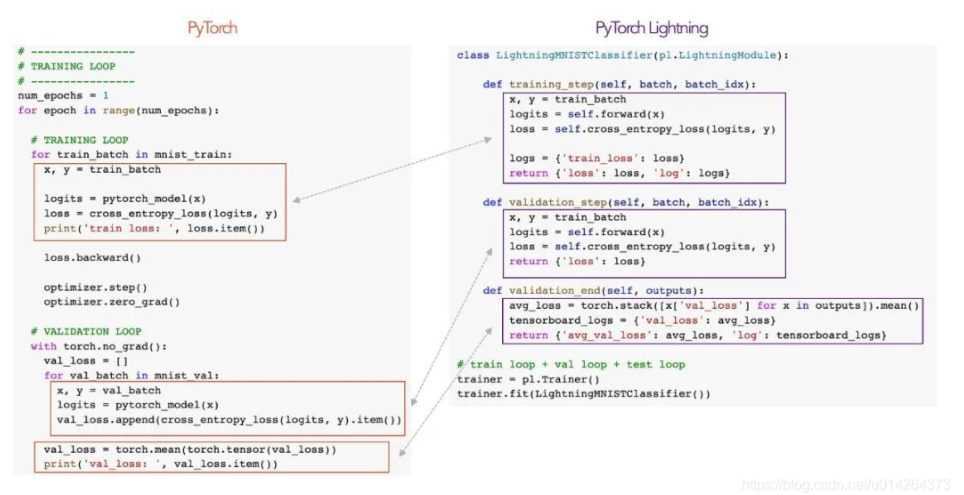 PyTorch
# ----------------
# TRAINING LOOP
# ----------------
num_epochs = 1
for epoch in range(num_epochs):
# TRAINING LOOP
for train_batch in mnist_train:
x, y = train_batch
logits = pytorch_model(x)
loss = cross_entropy_loss(logits, y)
print('train loss: ', loss.item())
loss.backward()
optimizer.step()
optimizer.zero_grad()
# VALIDATION LOOP
with torch.no_grad():
val_loss = []
for val_batch in mnist_val:
x, y = val_batch
logits = pytorch_model(x)
val_loss.append(cross_entropy_loss(logits, y).item())
val_loss = torch.mean(torch.tensor(val_loss))
print('val_loss: ', val_loss.item())
PyTorch Lightning
class LightningMNISTClassifier(pl.LightningModule):
def training_step(self, batch, batch_idx):
x, y = train_batch
logits = self.forward(x)
loss = self.cross_entropy_loss(logits, y)
logs = {'train_loss': loss}
return {'loss': loss, 'log': logs}
def validation_step(self, batch, batch_idx):
x, y = train_batch
logits = self.forward(x)
loss = self.cross_entropy_loss(logits, y)
return {'loss': loss}
def validation_end(self, outputs):
avg_loss = torch.stack([x['val_loss'] for x in outputs]).mean()
tensorboard_logs = {'val_loss': avg_loss}
return {'avg_val_loss': avg_loss, 'log': tensorboard_logs}
# train loop + val loop + test loop
trainer = pl.Trainer()
trainer.fit(LightningMNISTClassifier())
https://blog.csdn.net/u014264373